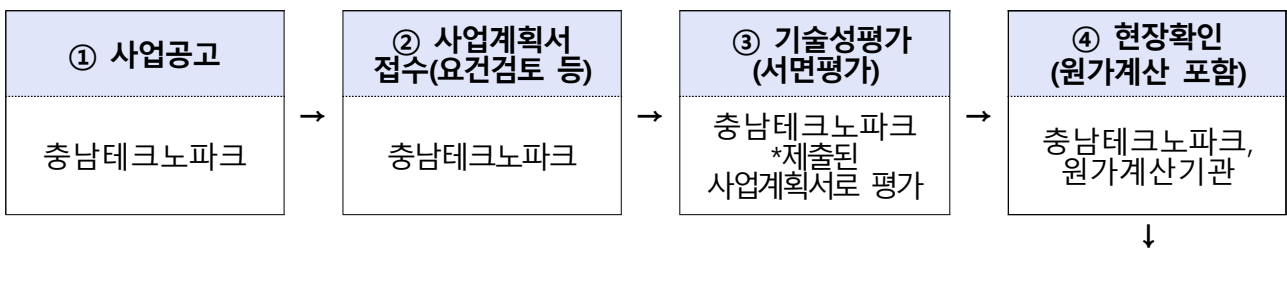 ① 사업공고
충남테크노파크
→
② 사업계획서
접수(요건검토 등)
충남테크노파크
→
③ 기술성평가
(서면평가)
충남테크노파크
*제출된
사업계획서로 평가
→
④ 현장확인
(원가계산 포함)
충남테크노파크,
원가계산기관
↓